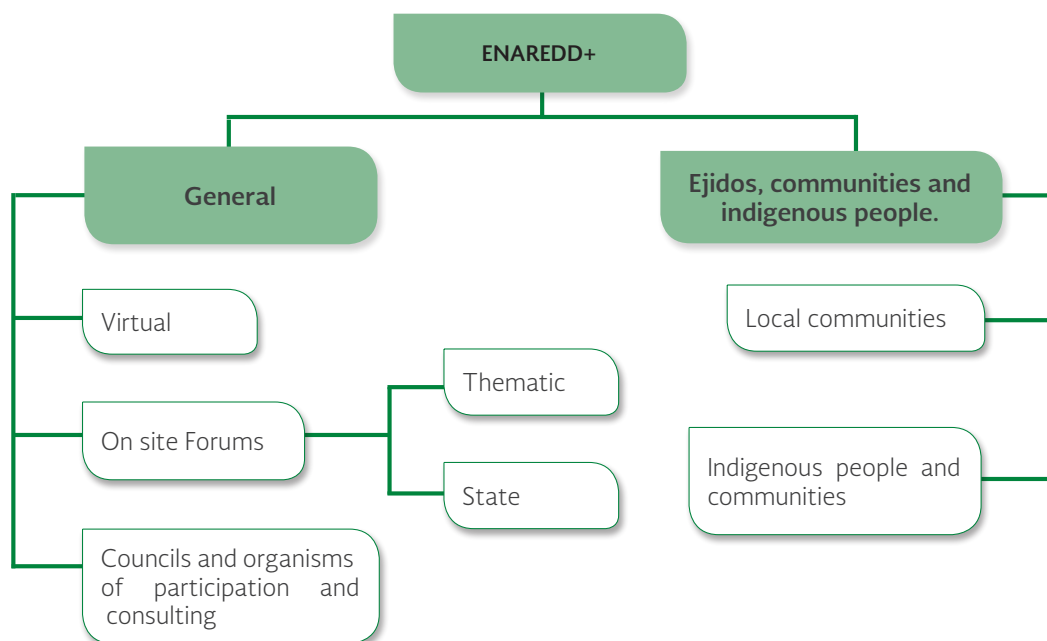 ENAREDD+
General
Ejidos, communities and
indigenous people.
Virtual
Local communities
Thematic
On site Forums
Indigenous people and
communities
State
Councils and organisms
of participation and
consulting